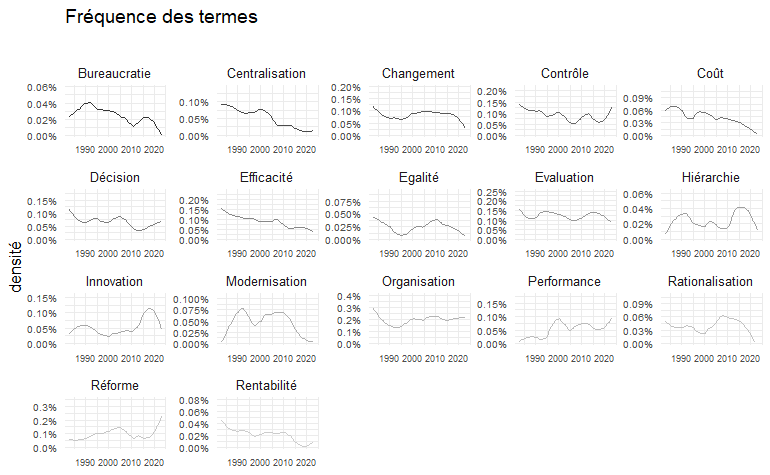 Fréquence des termes
Bureaucratie Centralisation Changement Contrôle Coût
0.06% 0.04% 0.02% 0.00%
0.10% 0.05% 0.00%
0.20% 0.15% 0.10% 0.05% 0.00%
0.20% 0.15% 0.10% 0.05% 0.00%
0.09% 0.06% 0.03% 0.00%
1990 2000 2010 2020 1990 2000 2010 2020 1990 2000 2010 2020 1990 2000 2010 2020 1990 2000 2010 2020
Décision Efficacité Egalité Evaluation Hiérarchie
0.15% 0.10% 0.05% 0.00%
0.20% 0.15% 0.10% 0.05% 0.00%
0.075% 0.050% 0.025% 0.000%
0.25% 0.20% 0.15% 0.10% 0.05% 0.00%
0.06% 0.04% 0.02% 0.00%
1990 2000 2010 2020 1990 2000 2010 2020 1990 2000 2010 2020 1990 2000 2010 2020 1990 2000 2010 2020
densité
Innovation Modernisation Organisation Performance Rationalisation
0.15% 0.10% 0.05% 0.00%
0.100% 0.075% 0.050% 0.025% 0.000%
0.4% 0.3% 0.2% 0.1% 0.0%
0.15% 0.10% 0.05% 0.00%
0.09% 0.06% 0.03% 0.00%
1990 2000 2010 2020 1990 2000 2010 2020 1990 2000 2010 2020 1990 2000 2010 2020 1990 2000 2010 2020
Réforme Rentabilité
0.3% 0.2% 0.1% 0.0%
0.08% 0.06% 0.04% 0.02% 0.00%
1990 2000 2010 2020 1990 2000 2010 2020